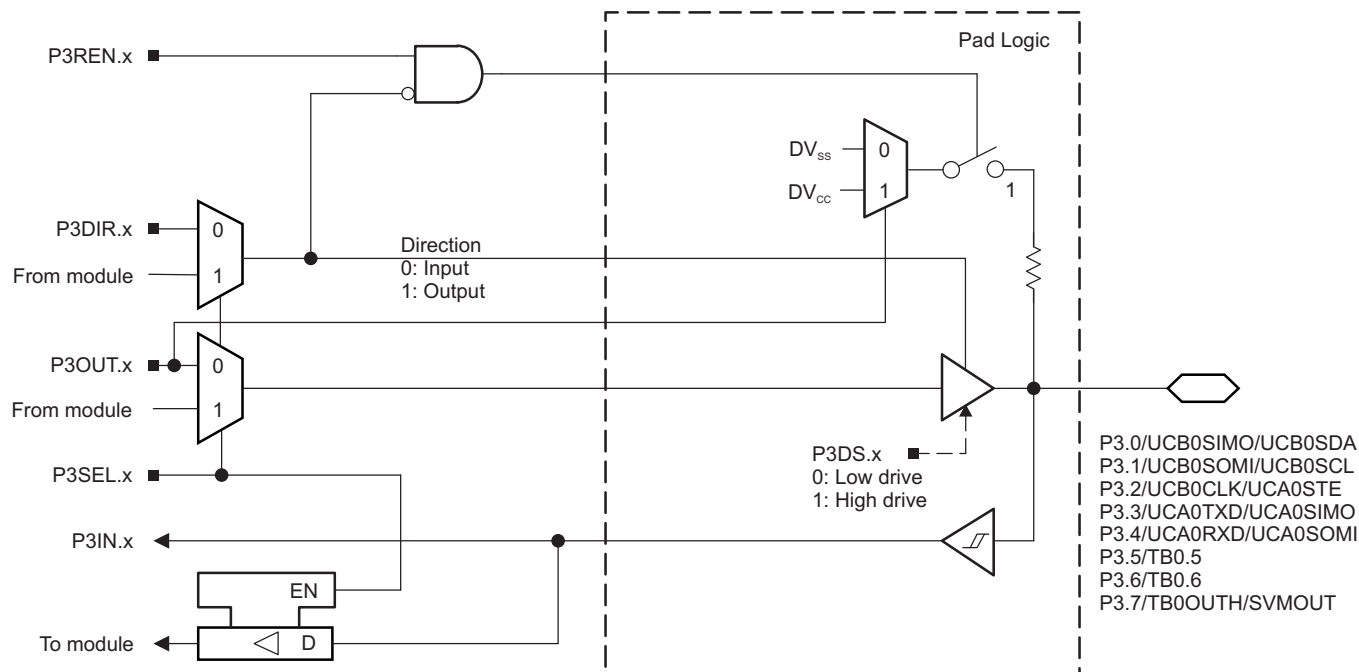 Pad Logic
P3REN.x
DVSS
0
DVCC
1
1
P3DIR.x
0
From module
1
Direction
0: Input
1: Output
P3OUT.x
0
From module
1
P3SEL.x
P3DS.x
0: Low drive
1: High drive
P3IN.x
EN
To module
D
P3.0/UCB0SIMO/UCB0SDA
P3.1/UCB0SOMI/UCB0SCL
P3.2/UCB0CLK/UCA0STE
P3.3/UCA0TXD/UCA0SIMO
P3.4/UCA0RXD/UCA0SOMI
P3.5/TB0.5
P3.6/TB0.6
P3.7/TB0OUTH/SVMOUT